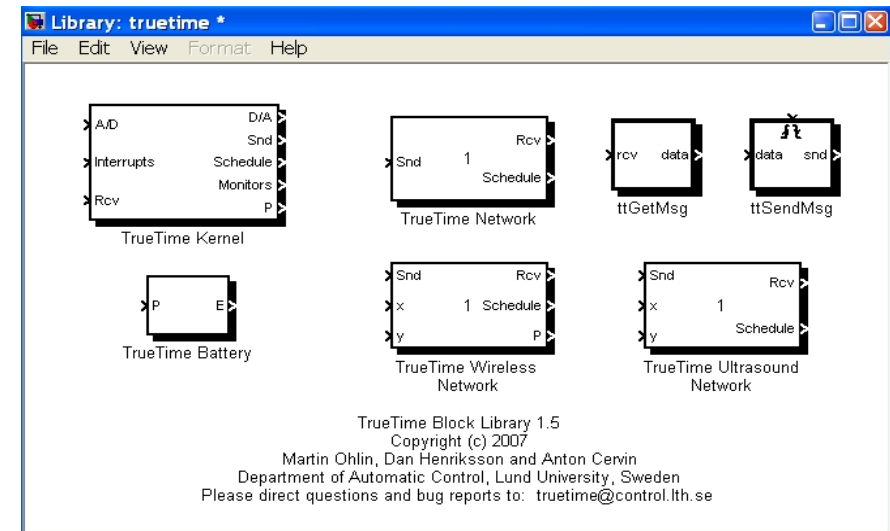 Library: truetime *
File Edit View Format Help
A/D
Interrupts
Rcv
D/A
Snd
Schedule
Monitors
P
TrueTime Kernel
Snd
1
Rcv
Schedule
TrueTime Network
rcv data
ttGetMsg
data snd
ttSendMsg
P E
TrueTime Battery
Snd
x
y
1
Rcv
Schedule
P
TrueTime Wireless
Network
Snd
x
y
1
Rcv
Schedule
TrueTime Ultrasound
Network
TrueTime Block Library 1.5
Copyright (c) 2007
Martin Ohlin, Dan Henriksson and Anton Cervin
Department of Automatic Control, Lund University, Sweden
Please direct questions and bug reports to: truetime@control.lth.se